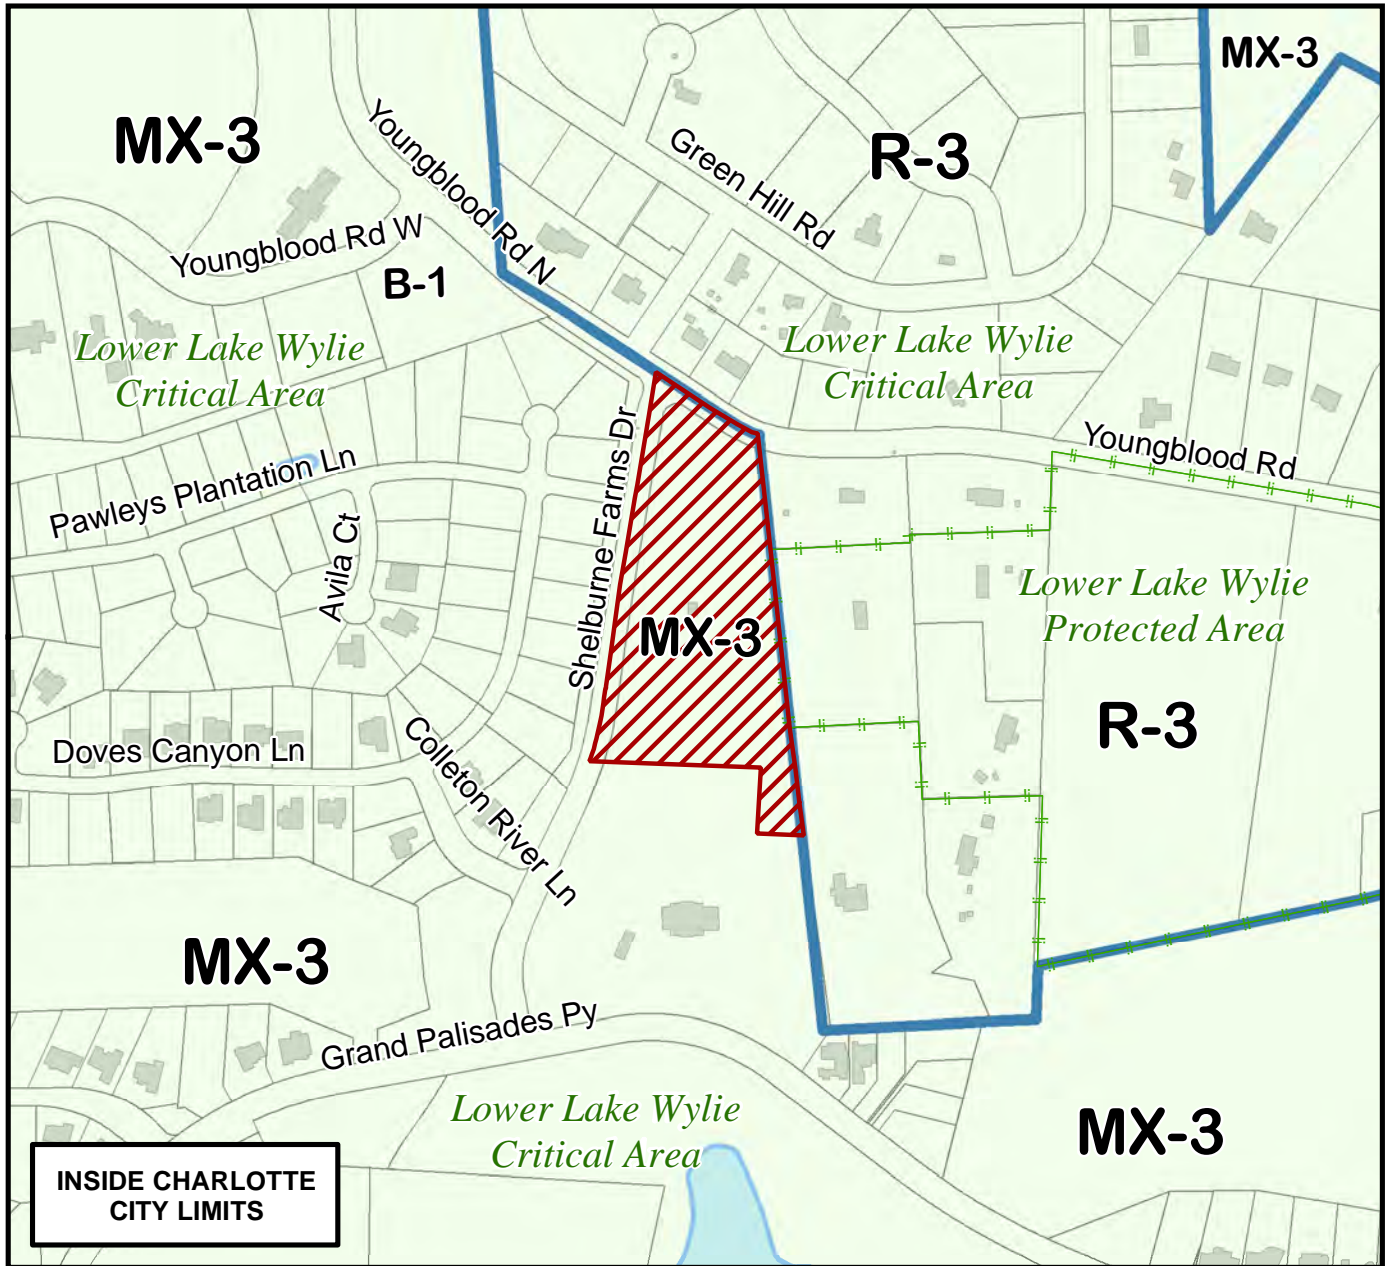 MX-3
MX-3
R-3
Youngblood Rd N
Green Hill Rd
Youngblood Rd W
B-1
Lower Lake Wylie
Critical Area
Lower Lake Wylie
Critical Area
Youngblood Rd
Pawleys Plantation Ln
Avila Ct
Shelburne Farms Dr
Lower Lake Wylie
Protected Area
MX-3
R-3
Doves Canyon Ln
Colleton River Ln
MX-3
Grand Palisades Py
Lower Lake Wylie
Critical Area
MX-3
INSIDE CHARLOTTE
CITY LIMITS